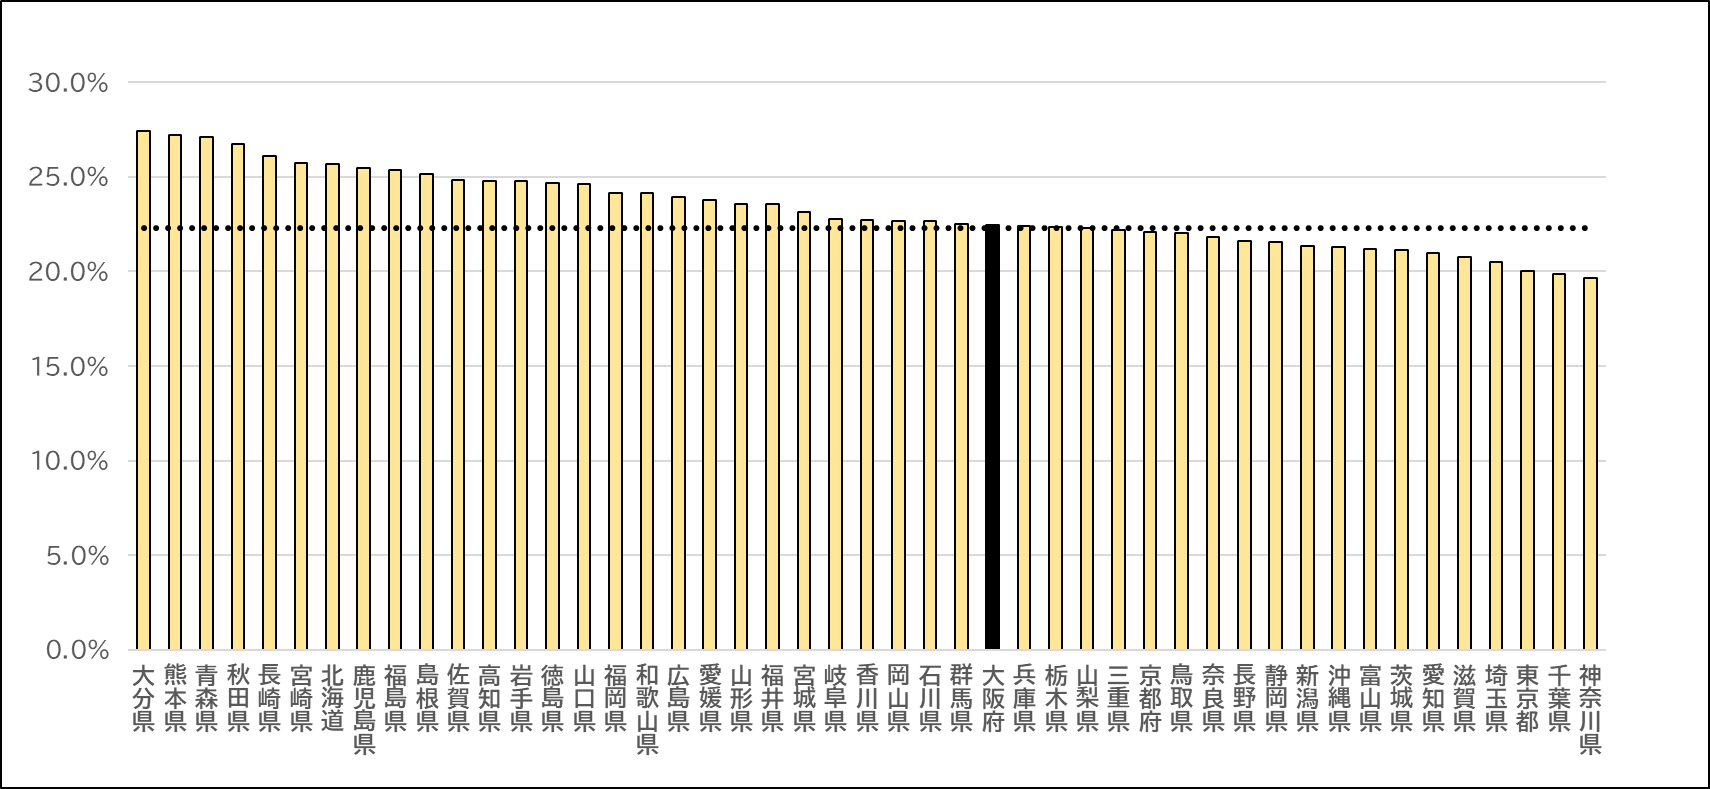 30.0%
25.0%
20.0%
15.0%
10.0%
5.0%
0.0%
大分県
熊本県
青森県
秋田県
長崎県
宮崎県
北海道
鹿児島県
福島県
島根県
佐賀県
高知県
岩手県
徳島県
山口県
福岡県
和歌山県
広島県
愛媛県
山形県
福井県
宮城県
岐阜県
香川県
岡山県
石川県
群馬県
大阪府
兵庫県
栃木県
山梨県
三重県
京都府
鳥取県
奈良県
長野県
静岡県
新潟県
沖縄県
富山県
茨城県
愛知県
滋賀県
埼玉県
東京都
千葉県
神奈川県